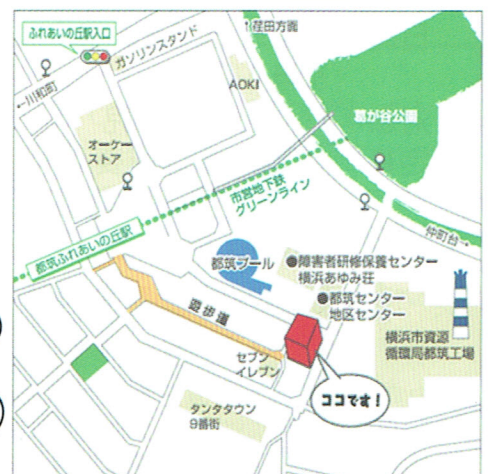 ふれあいの丘駅入口
↑荏田方面
ガソリンスタンド
AOKI
←川和町
葛が谷公園
オーケー
ストア
市営地下鉄
グリーンライン
仲町台→
都筑ふれあいの丘駅
都筑プール
●障害者研修保養センター
横浜あゆみ荘
●都筑センター
地区センター
遊歩道
横浜市資源
循環局都筑工場
セブン
イレブン
ココです！
タンタタウン
9番街